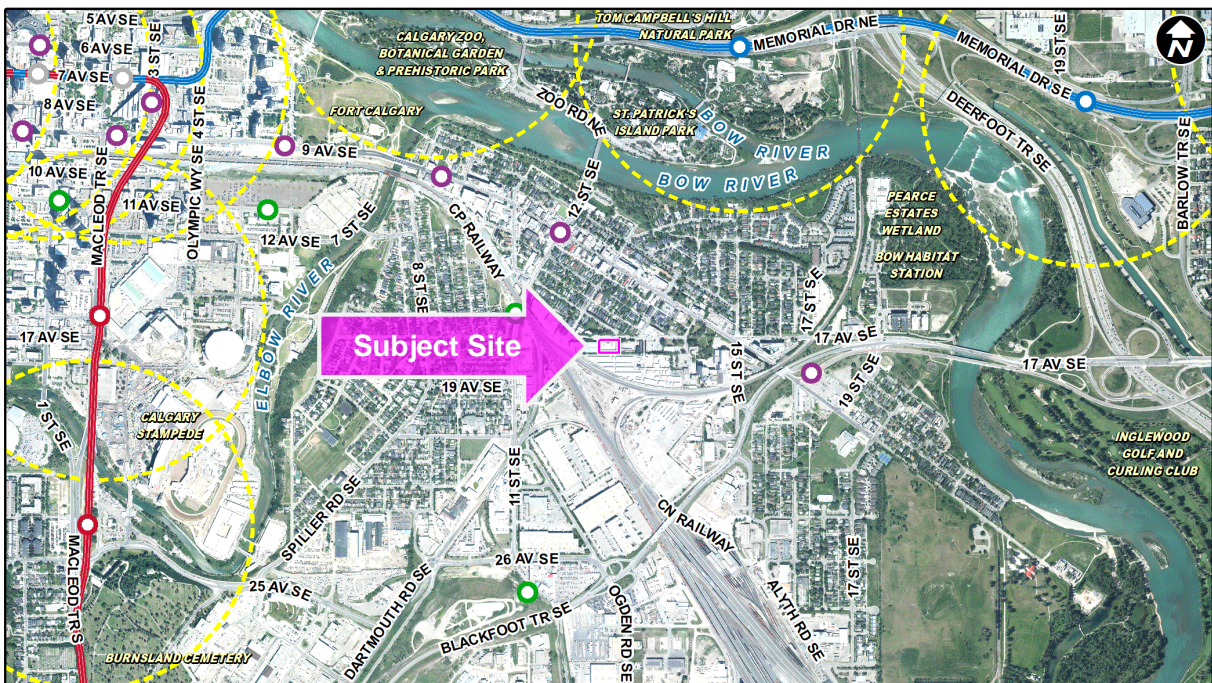 5 AV SE
6 AV SE
7 AV SE
8 AV SE
3 ST SE
4 ST SE
OLYMPIC WY SE
10 AV SE
11 AV SE
12 AV SE
MACLEOD TR SE
9 AV SE
FORT CALGARY
CALGARY ZOO,
BOTANICAL GARDEN
& PREHISTORIC PARK
TOM CAMPBELL'S HILL
NATURAL PARK
MEMORIAL DR NE
MEMORIAL DR SE
19 ST SE
N
ZOO RD NE
ST. PATRICK'S
ISLAND PARK
BOW RIVER
BOW RIVER
DEERFOOT TR SE
BARLOW TR SE
12 ST SE
7 ST SE
CP RAILWAY
8 ST SE
ELBOW RIVER
PEARCE
ESTATES
WETLAND
BOW HABITAT
STATION
17 ST SE
17 AV SE
Subject Site
17 AV SE
17 AV SE
15 ST SE
19 ST SE
19 AV SE
1 ST SE
CALGARY
STAMPEDE
INGLEWOOD
GOLF AND
CURLING CLUB
11 ST SE
SPILLER RD SE
CN RAILWAY
26 AV SE
25 AV SE
17 ST SE
MACLEOD TR S
DARTMOUTH RD SE
BLACKFOOT TR SE
OGDEN RD SE
ALYTH RD SE
BURNSLAND CEMETERY